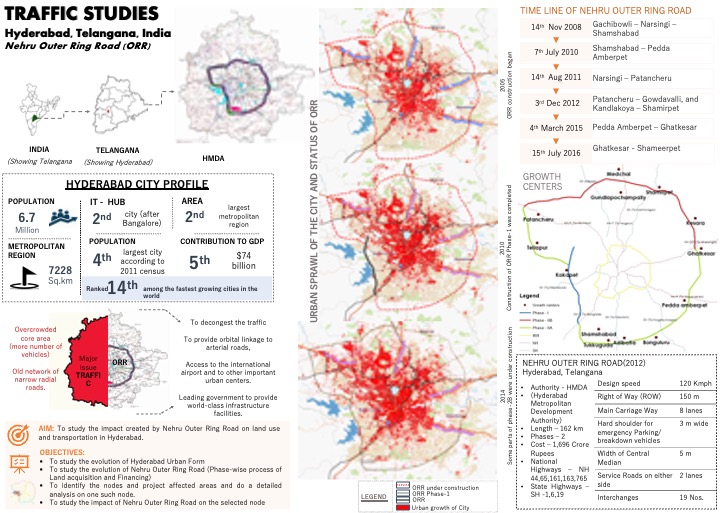 TRAFFIC STUDIES
Hyderabad, Telangana, India
Nehru Outer Ring Road (ORR)
INDIA
(Showing Telangana)
TELANGANA
(Showing Hyderabad)
HMDA
HYDERABAD CITY PROFILE
POPULATION
6.7
Million
IT - HUB
2nd
city (after
Bangalore)
AREA
2nd
largest
metropolitan
region
METROPOLITAN
REGION
7228
Sq.km
POPULATION
4th
largest city
according to
2011 census
CONTRIBUTION TO GDP
5th
$74
billion
Ranked 14th among the fastest growing cities in the
world
Overcrowded
core area
(more number of
vehicles)
Old network of
narrow radial
roads.
Major
issue
TRAFFI
C
ORR
To decongest the traffic
To provide orbital linkage to
arterial roads,
Access to the international
airport and to other important
urban centers.
Leading government to provide
world-class infrastructure
facilities.
AIM: To study the impact created by Nehru Outer Ring Road on land use
and transportation in Hyderabad.
OBJECTIVES:
• To study the evolution of Hyderabad Urban Form
• To study the evolution of Nehru Outer Ring Road (Phase-wise process of
Land acquisition and Financing)
• To identify the nodes and project affected areas and do a detailed
analysis on one such node.
• To study the impact of Nehru Outer Ring Road on the selected node
URBAN SPRAWL OF THE CITY AND STATUS OF ORR
2006
ORR construction began
2010
Construction of ORR Phase-1 was completed
2014
Some parts of phase 2B were under construction
LEGEND
ORR under construction
ORR Phase-1
ORR
Urban growth of City
TIME LINE OF NEHRU OUTER RING ROAD
14th Nov 2008
Gachibowli – Narsingi –
Shamshabad
7th July 2010
Shamshabad – Pedda
Amberpet
14th Aug 2011
Narsingi – Patancheru
3rd Dec 2012
Patancheru – Gowdavalli, and
Kandlakoya – Shamirpet
4th March 2015
Pedda Amberpet – Ghatkesar
15th July 2016
Ghatkesar - Shameerpet
GROWTH
CENTERS
Medchal
Shamirpet
Gundlapochampally
Patancheru
Keesara
Tellapur
Ghatkesar
Kokapet
Pedda amberpet
Shamshabad
Tukkuguda
Adibatla
Bonguluru
Legend
Growth centers
Phase - I
Phase - IIA
Phase - IIB
NEHRU OUTER RING ROAD(2012)
Hyderabad, Telangana
• Authority - HMDA
• (Hyderabad
Metropolitan
Development
Authority)
• Length – 162 km
• Phases – 2
• Cost – 1,696 Crore
Rupees
• National
Highways – NH
44,65,161,163,765
• State Highways –
SH -1,6,19
Design speed 120 Kmph
Right of Way (ROW) 150 m
Main Carriage Way 8 lanes
Hard shoulder for
emergency Parking/
breakdown vehicles
3 m wide
Width of Central
Median
5 m
Service Roads on either
side
2 lanes
Interchanges 19 Nos.